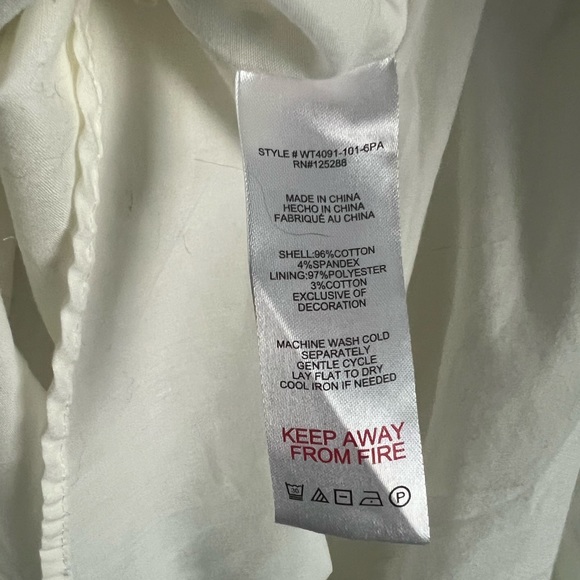 STYLE # WT4091-101-6PA
RN#125288
MADE IN CHINA
HECHO IN CHINA
FABRIQUÉ AU CHINA
SHELL:96%COTTON
4%SPANDEX
LINING:97%POLYESTER
3%COTTON
EXCLUSIVE OF
DECORATION
MACHINE WASH COLD
SEPARATELY
GENTLE CYCLE
LAY FLAT TO DRY
COOL IRON IF NEEDED
KEEP AWAY
FROM FIRE
30 P